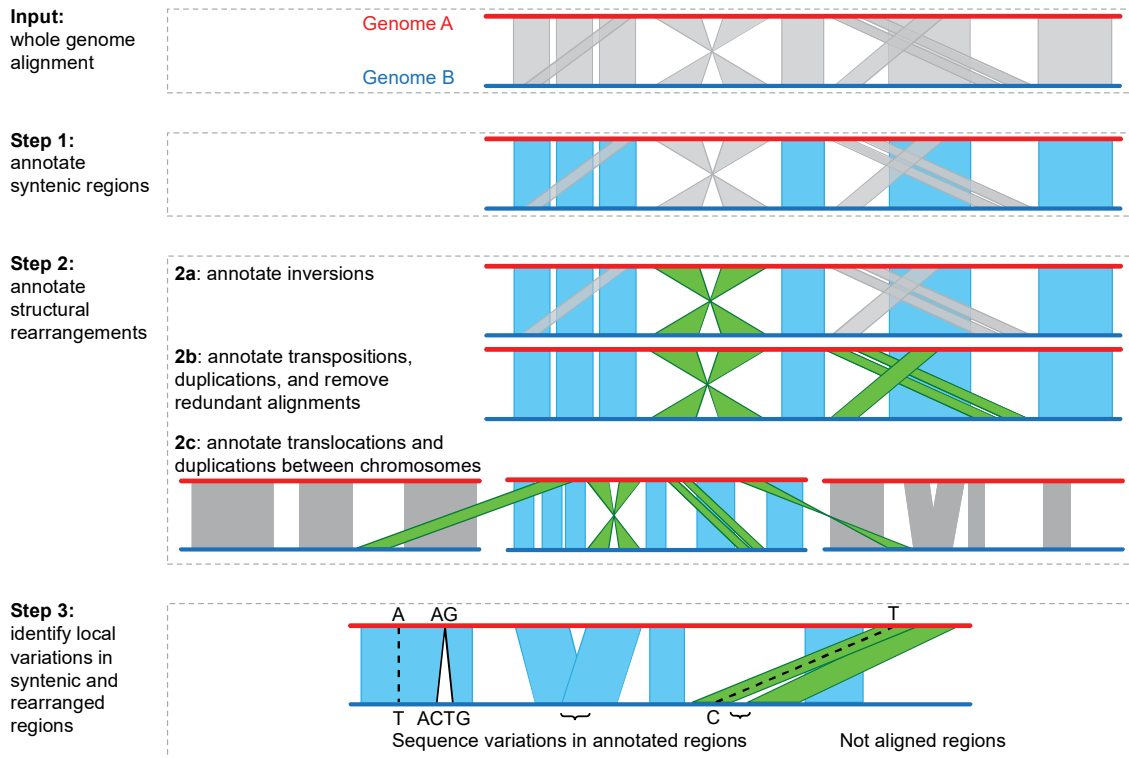 Input:
whole genome
alignment
Genome A
Genome B
Step 1:
annotate
syntenic regions
Step 2:
annotate
structural
rearrangements
2a: annotate inversions
2b: annotate transpositions,
duplications, and remove
redundant alignments
2c: annotate translocations and
duplications between chromosomes
Step 3:
identify local
variations in
syntenic and
rearranged
regions
A AG T
T ACTG C
Sequence variations in annotated regions Not aligned regions